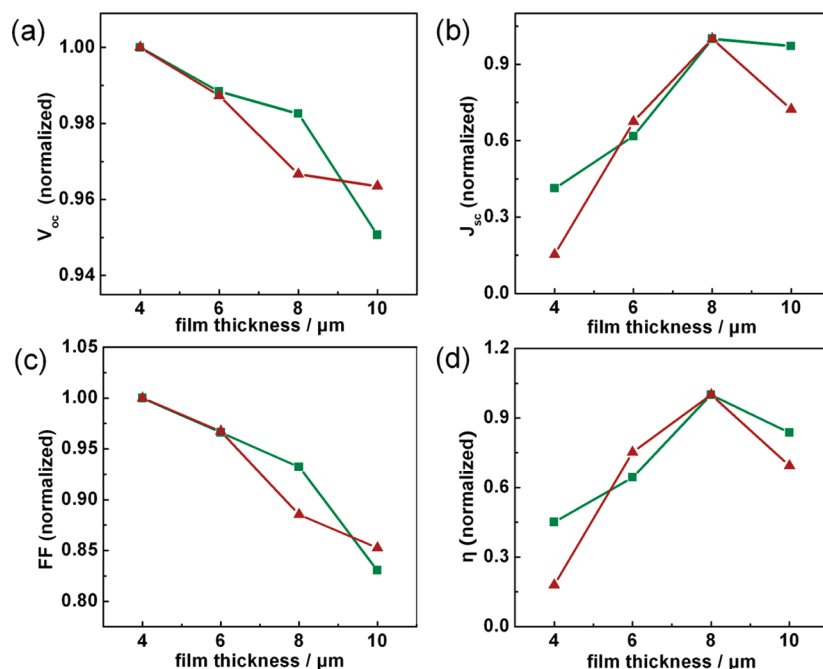 (a)
1.00
0.98
0.96
0.94
Voc (normalized)
4 6 8 10
film thickness / μm
(b)
0.9
0.6
0.3
0.0
Jsc (normalized)
4 6 8 10
film thickness / μm
(c)
1.05
1.00
0.95
0.90
0.85
0.80
FF (normalized)
4 6 8 10
film thickness / μm
(d)
1.2
0.9
0.6
0.3
0.0
η (normalized)
4 6 8 10
film thickness / μm